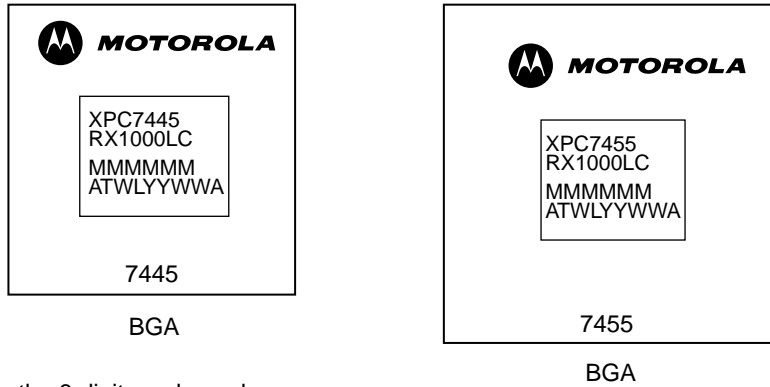 MOTOROLA
XPC7445
RX1000LC
MMMMMM
ATWLYYWWA
7445
BGA
MOTOROLA
XPC7455
RX1000LC
MMMMMM
ATWLYYWWA
7455
BGA